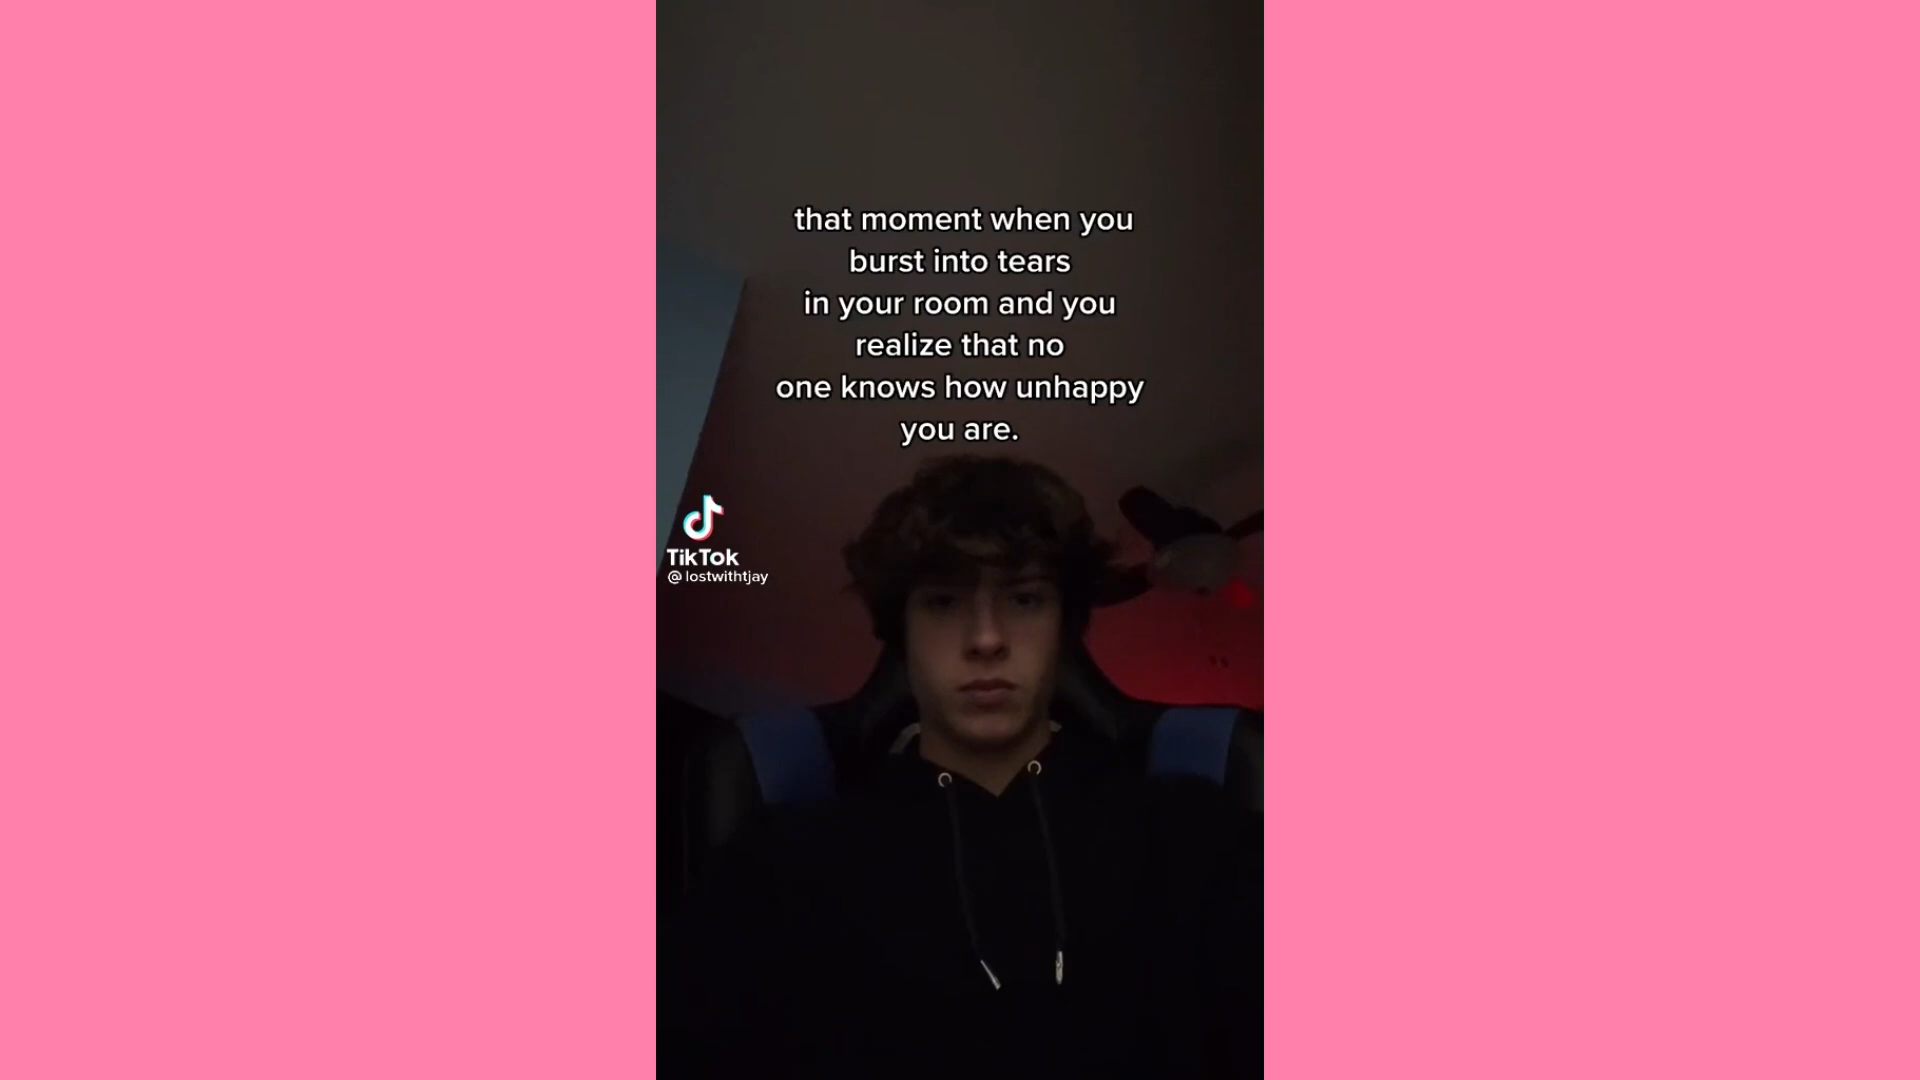 that moment when you
burst into tears
in your room and you
realize that no
one knows how unhappy
you are.
TikTok
@lostwithtjay